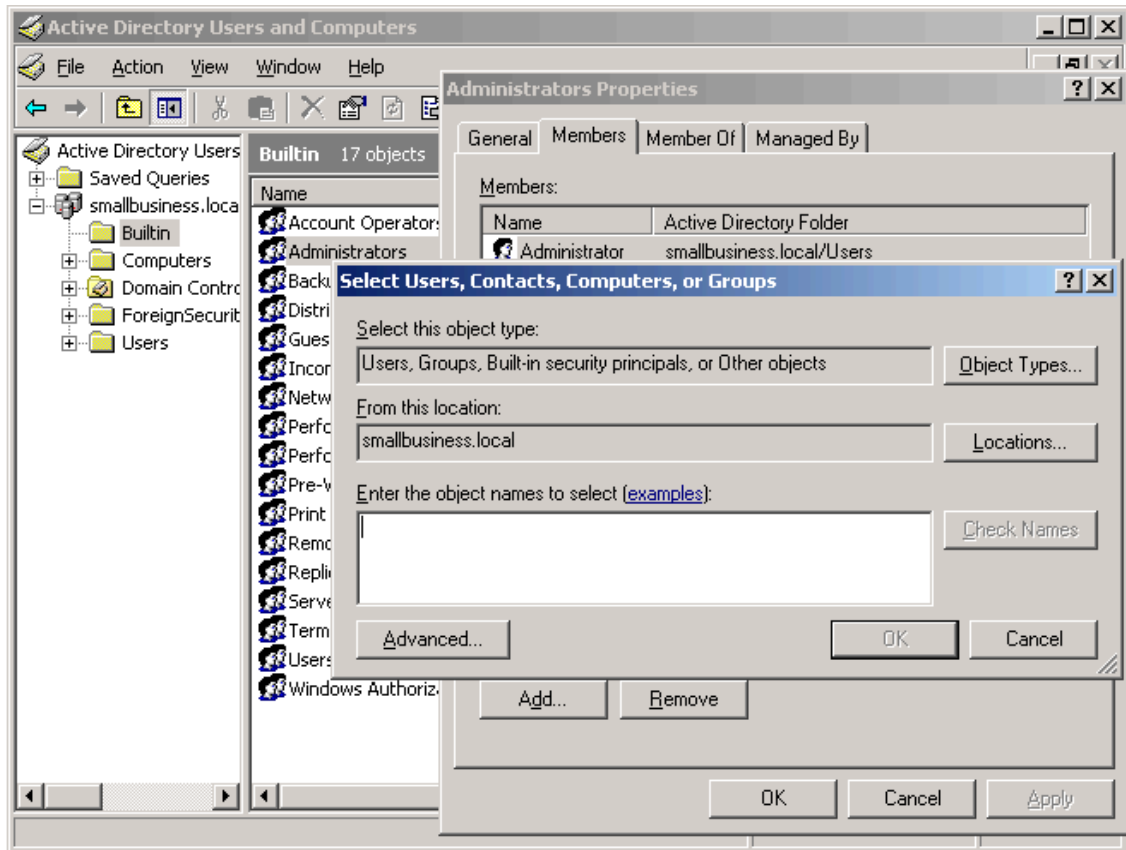 Active Directory Users and Computers
File Action View Window Help
Active Directory Users
Saved Queries
smallbusiness.loca
Builtin
Computers
Domain Contro
ForeignSecurit
Users
Builtin 17 objects
Name
Account Operator
Administrators
Backu
Distri
Gues
Incor
Netw
Perfo
Perfo
Pre-W
Print
Remo
Repli
Serve
Term
Users
Windows Authoriz
Administrators Properties
General Members Member Of Managed By
Members:
Name Active Directory Folder
Administrator smallbusiness.local/Users
Select Users, Contacts, Computers, or Groups
Select this object type:
Users, Groups, Built-in security principals, or Other objects Object Types...
From this location:
smallbusiness.local Locations...
Enter the object names to select (examples):
Check Names
Advanced... OK Cancel
Add... Remove
OK Cancel Apply